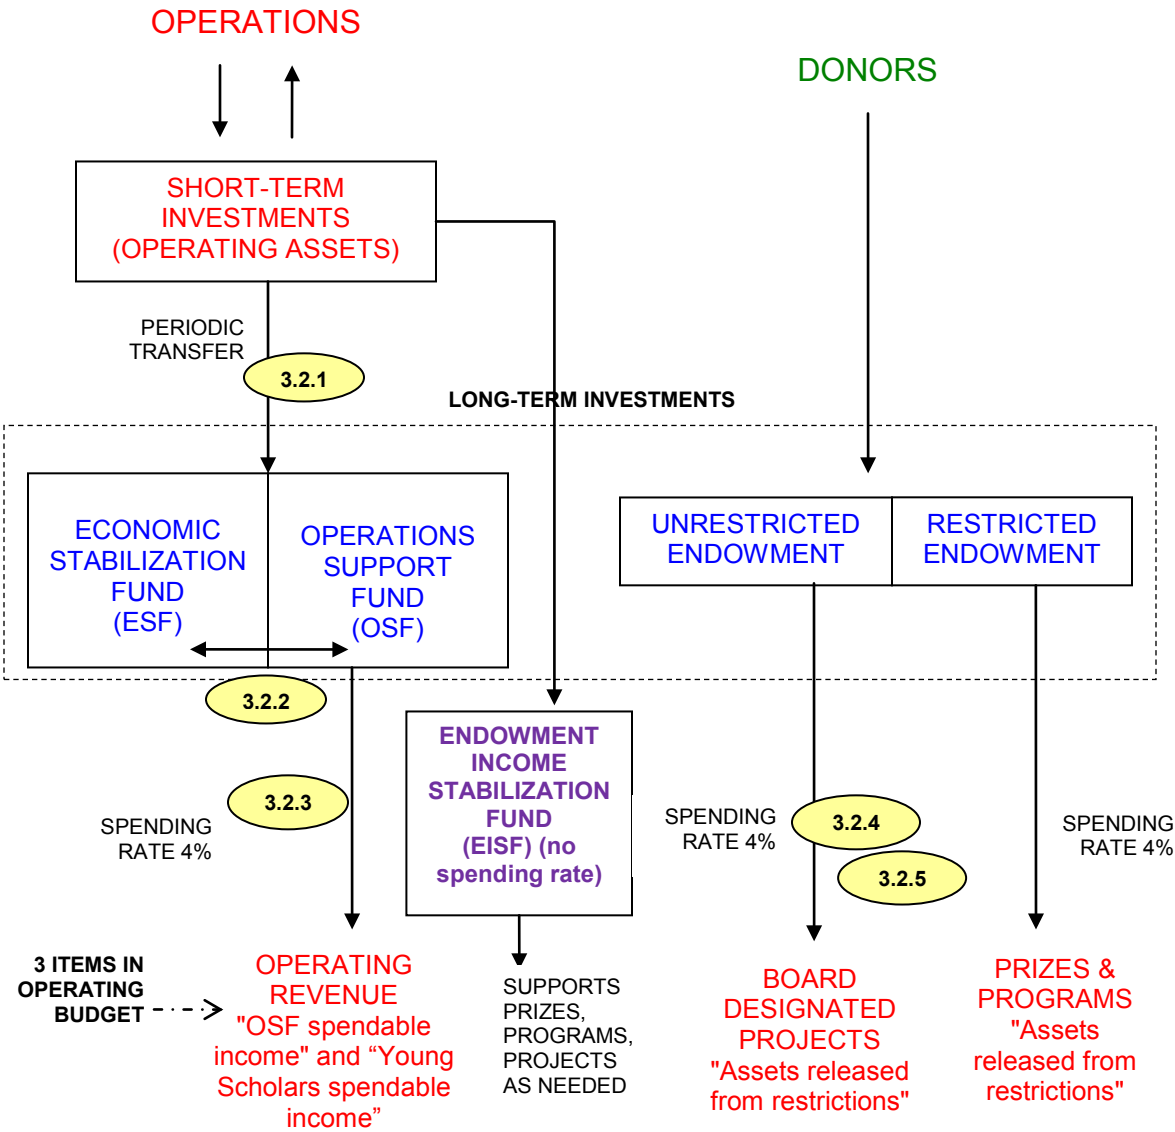 OPERATIONS
DONORS
SHORT-TERM
INVESTMENTS
(OPERATING ASSETS)
PERIODIC
TRANSFER
3.2.1
LONG-TERM INVESTMENTS
ECONOMIC
STABILIZATION
FUND
(ESF)
OPERATIONS
SUPPORT
FUND
(OSF)
UNRESTRICTED
ENDOWMENT
RESTRICTED
ENDOWMENT
3.2.2
3.2.3
SPENDING
RATE 4%
ENDOWMENT
INCOME
STABILIZATION
FUND
(EISF) (no
spending rate)
SPENDING
RATE 4%
3.2.4
3.2.5
SPENDING
RATE 4%
3 ITEMS IN
OPERATING
BUDGET
OPERATING
REVENUE
"OSF spendable
income" and “Young
Scholars spendable
income”
SUPPORTS
PRIZES,
PROGRAMS,
PROJECTS
AS NEEDED
BOARD
DESIGNATED
PROJECTS
"Assets released
from restrictions"
PRIZES &
PROGRAMS
"Assets
released from
restrictions"